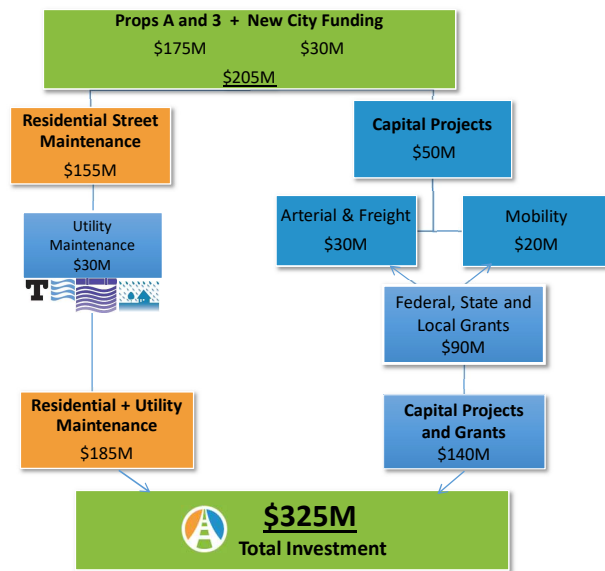 Props A and 3 + New City Funding
$175M $30M
$205M
Residential Street
Maintenance
$155M
Capital Projects
$50M
Utility
Maintenance
$30M
T
Arterial & Freight
$30M
Mobility
$20M
Federal, State and
Local Grants
$90M
Residential + Utility
Maintenance
$185M
Capital Projects
and Grants
$140M
$325M
Total Investment